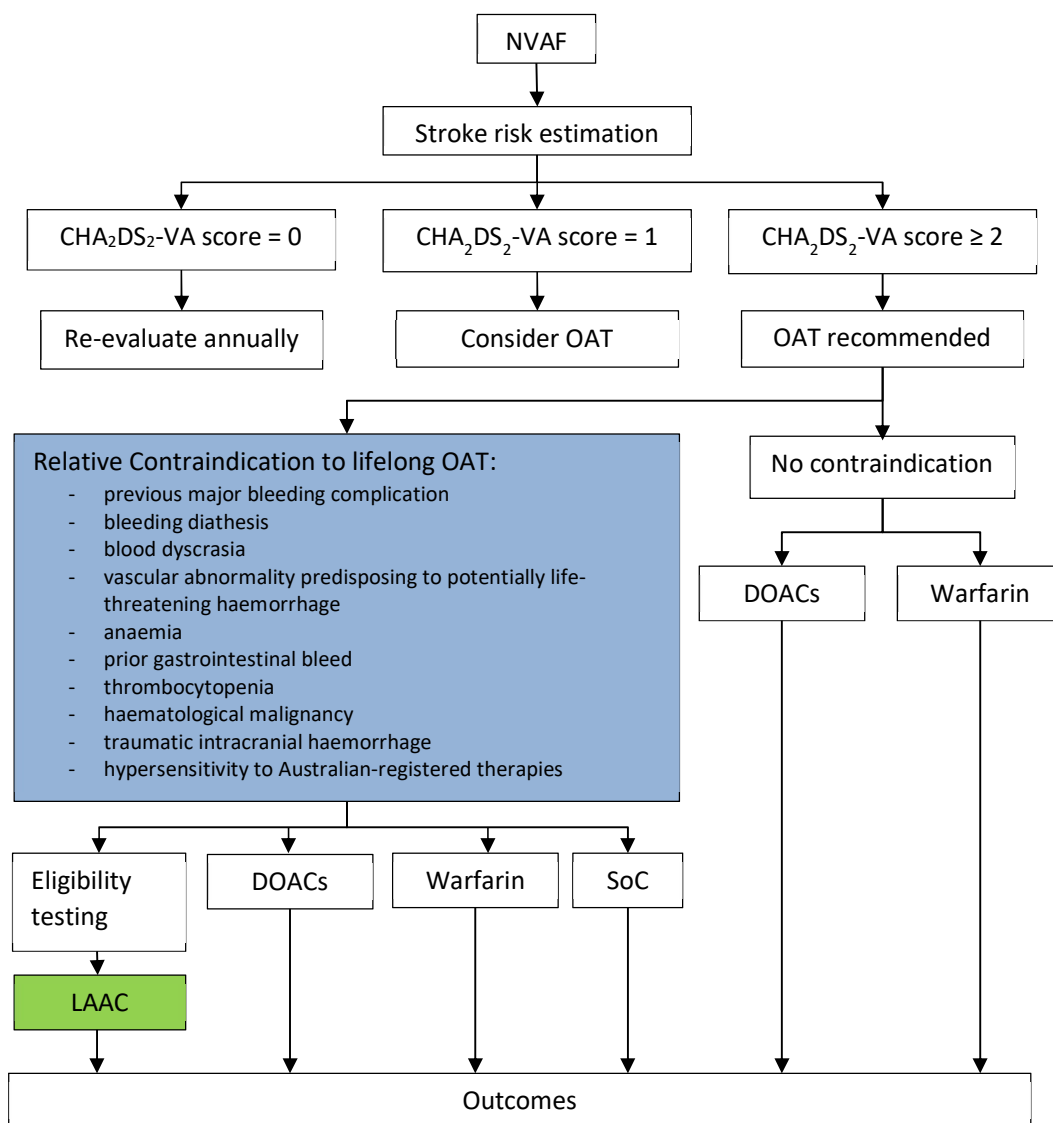 NVAF
Stroke risk estimation
CHA₂DS₂-VA score = 0
CHA₂DS₂-VA score = 1
CHA₂DS₂-VA score ≥ 2
Re-evaluate annually
Consider OAT
OAT recommended
Relative Contraindication to lifelong OAT:
- previous major bleeding complication
- bleeding diathesis
- blood dyscrasia
- vascular abnormality predisposing to potentially life-
threatening haemorrhage
- anaemia
- prior gastrointestinal bleed
- thrombocytopenia
- haematological malignancy
- traumatic intracranial haemorrhage
- hypersensitivity to Australian-registered therapies
No contraindication
DOACs
Warfarin
Eligibility
testing
DOACs
Warfarin
SoC
LAAC
Outcomes